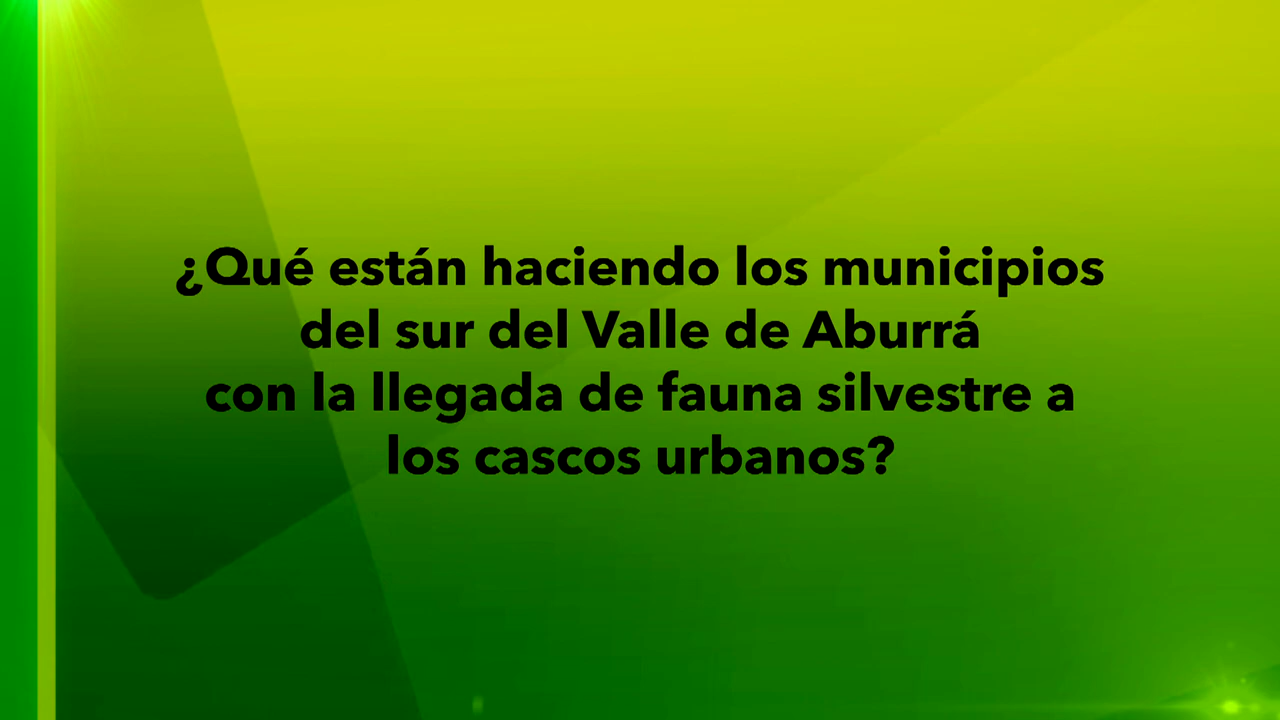 ¿Qué están haciendo los municipios
del sur del Valle de Aburrá
con la llegada de fauna silvestre a
los cascos urbanos?